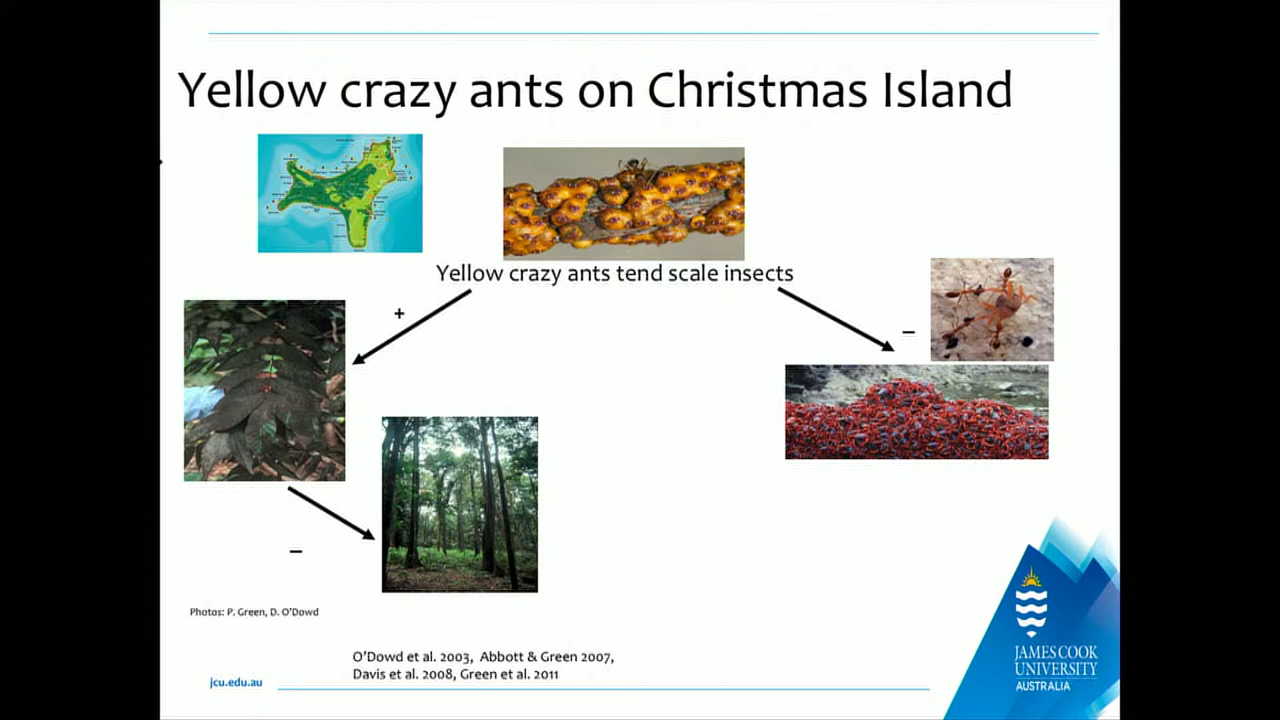 Yellow crazy ants on Christmas Island
Yellow crazy ants tend scale insects
+
–
–
Photos: P. Green, D. O'Dowd
O'Dowd et al. 2003, Abbott & Green 2007,
Davis et al. 2008, Green et al. 2011
jcu.edu.au
JAMES COOK
UNIVERSITY
AUSTRALIA